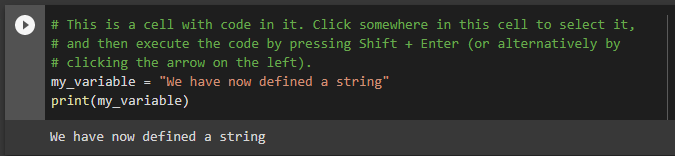 # This is a cell with code in it. Click somewhere in this cell to select it,
# and then execute the code by pressing Shift + Enter (or alternatively by
# clicking the arrow on the left).
my_variable = "We have now defined a string"
print(my_variable)
We have now defined a string